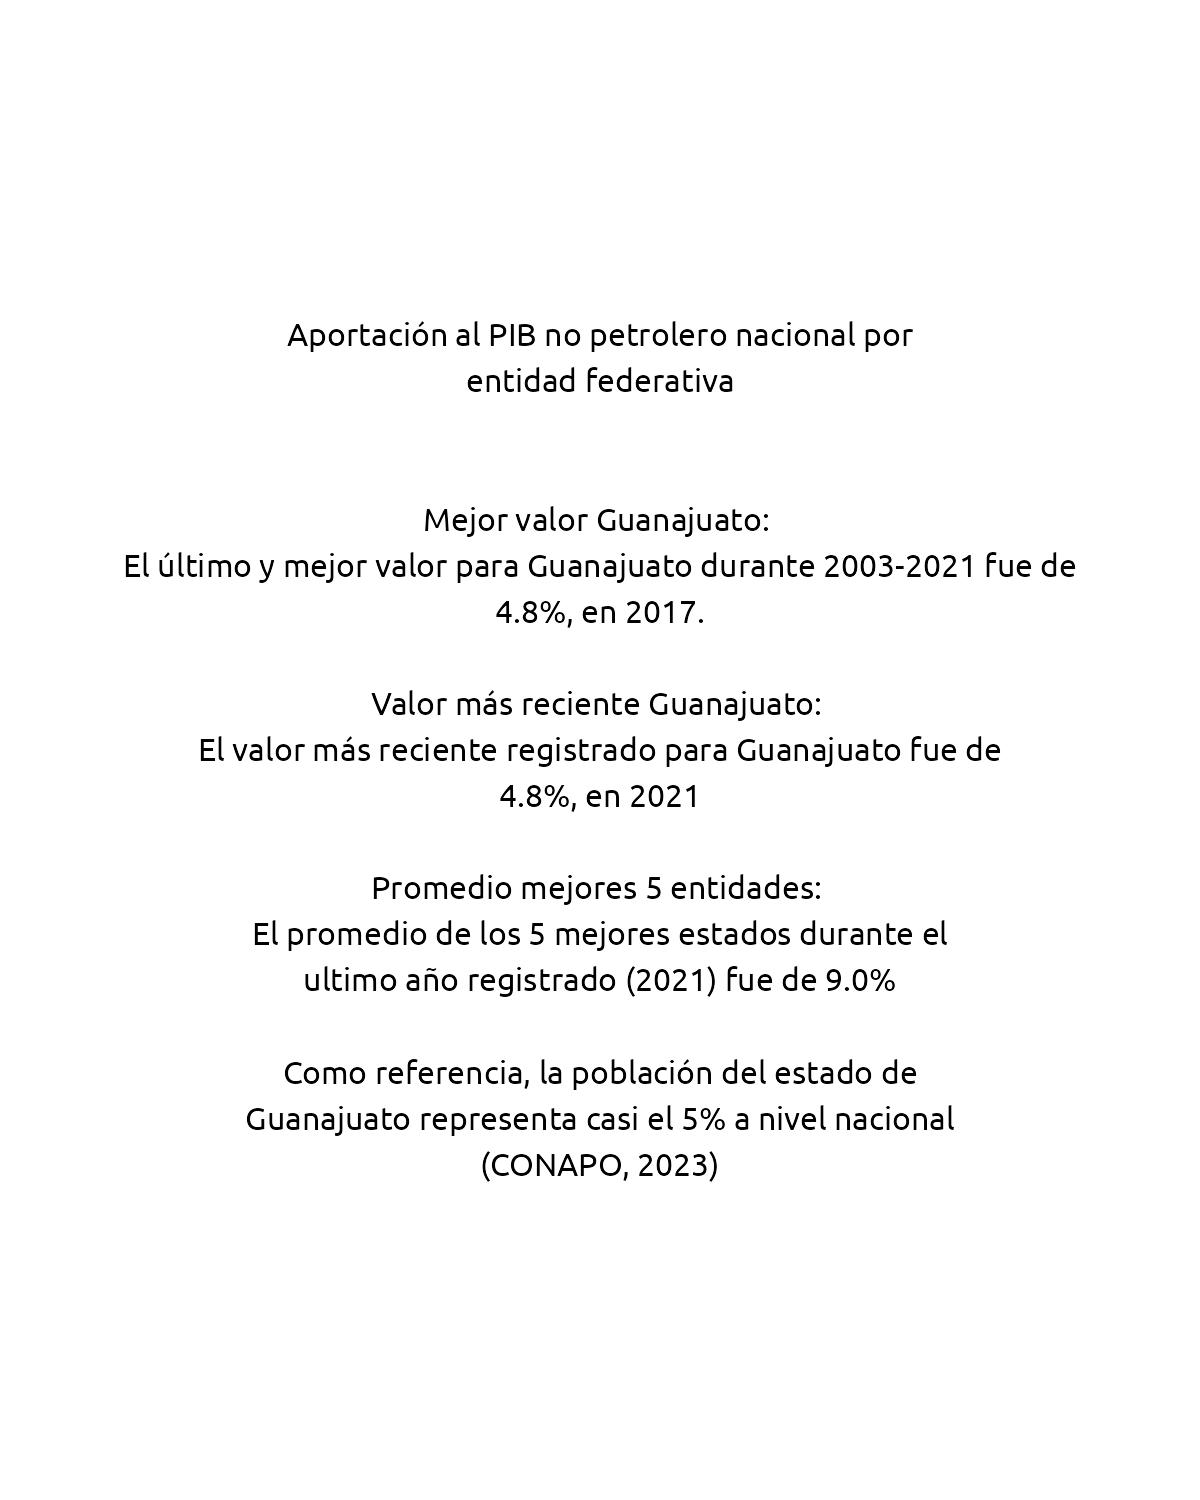 Aportación al PIB no petrolero nacional por
entidad federativa
Mejor valor Guanajuato:
El último y mejor valor para Guanajuato durante 2003-2021 fue de
4.8%, en 2017.
Valor más reciente Guanajuato:
El valor más reciente registrado para Guanajuato fue de
4.8%, en 2021
Promedio mejores 5 entidades:
El promedio de los 5 mejores estados durante el
ultimo año registrado (2021) fue de 9.0%
Como referencia, la población del estado de
Guanajuato representa casi el 5% a nivel nacional
(CONAPO, 2023)